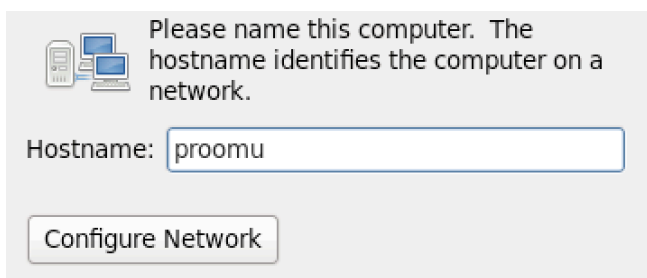 Please name this computer.  The
hostname identifies the computer on a
network.
Hostname: proomu
Configure Network